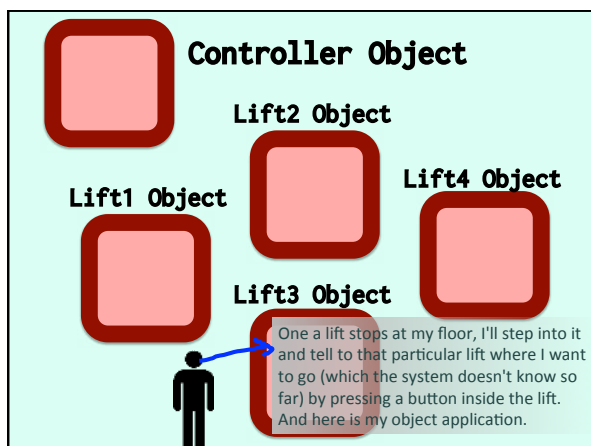 Controller Object
Lift2 Object
Lift4 Object
Lift1 Object
Lift3 Object
One a lift stops at my floor, I'll step into it
and tell to that particular lift where I want
to go (which the system doesn't know so
far) by pressing a button inside the lift.
And here is my object application.